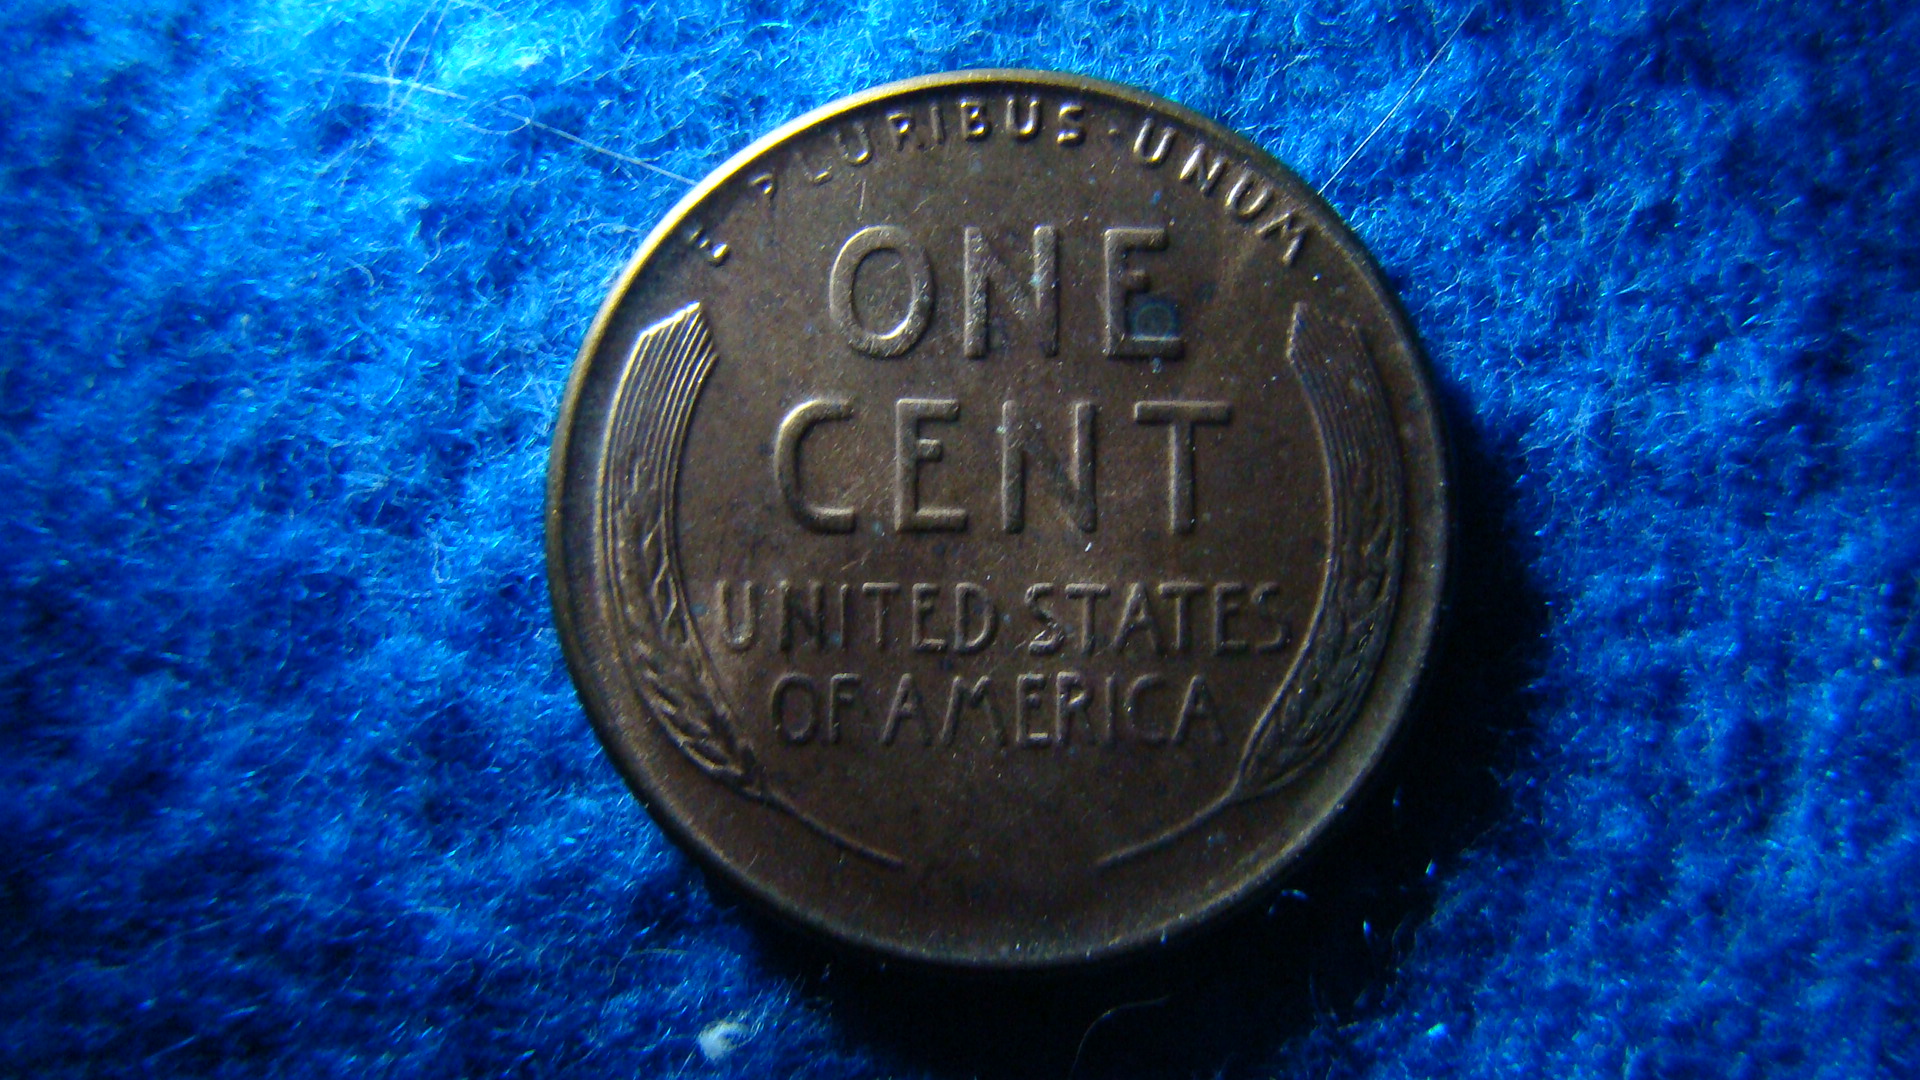 E PLURIBUS·UNUM
ONE
CENT
UNITED STATES
OF AMERICA